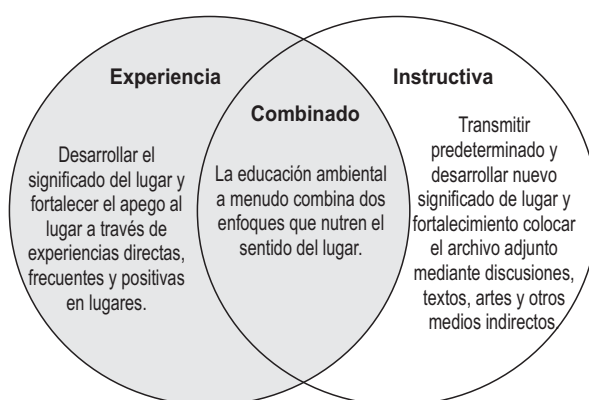 Experiencia
Desarrollar el
significado del lugar y
fortalecer el apego al
lugar a través de
experiencias directas,
frecuentes y positivas
en lugares.
Combinado
La educación ambiental
a menudo combina dos
enfoques que nutren el
sentido del lugar.
Instructiva
Transmitir
predeterminado y
desarrollar nuevo
significado de lugar y
fortalecimiento colocar
el archivo adjunto
mediante discusiones,
textos, artes y otros
medios indirectos.